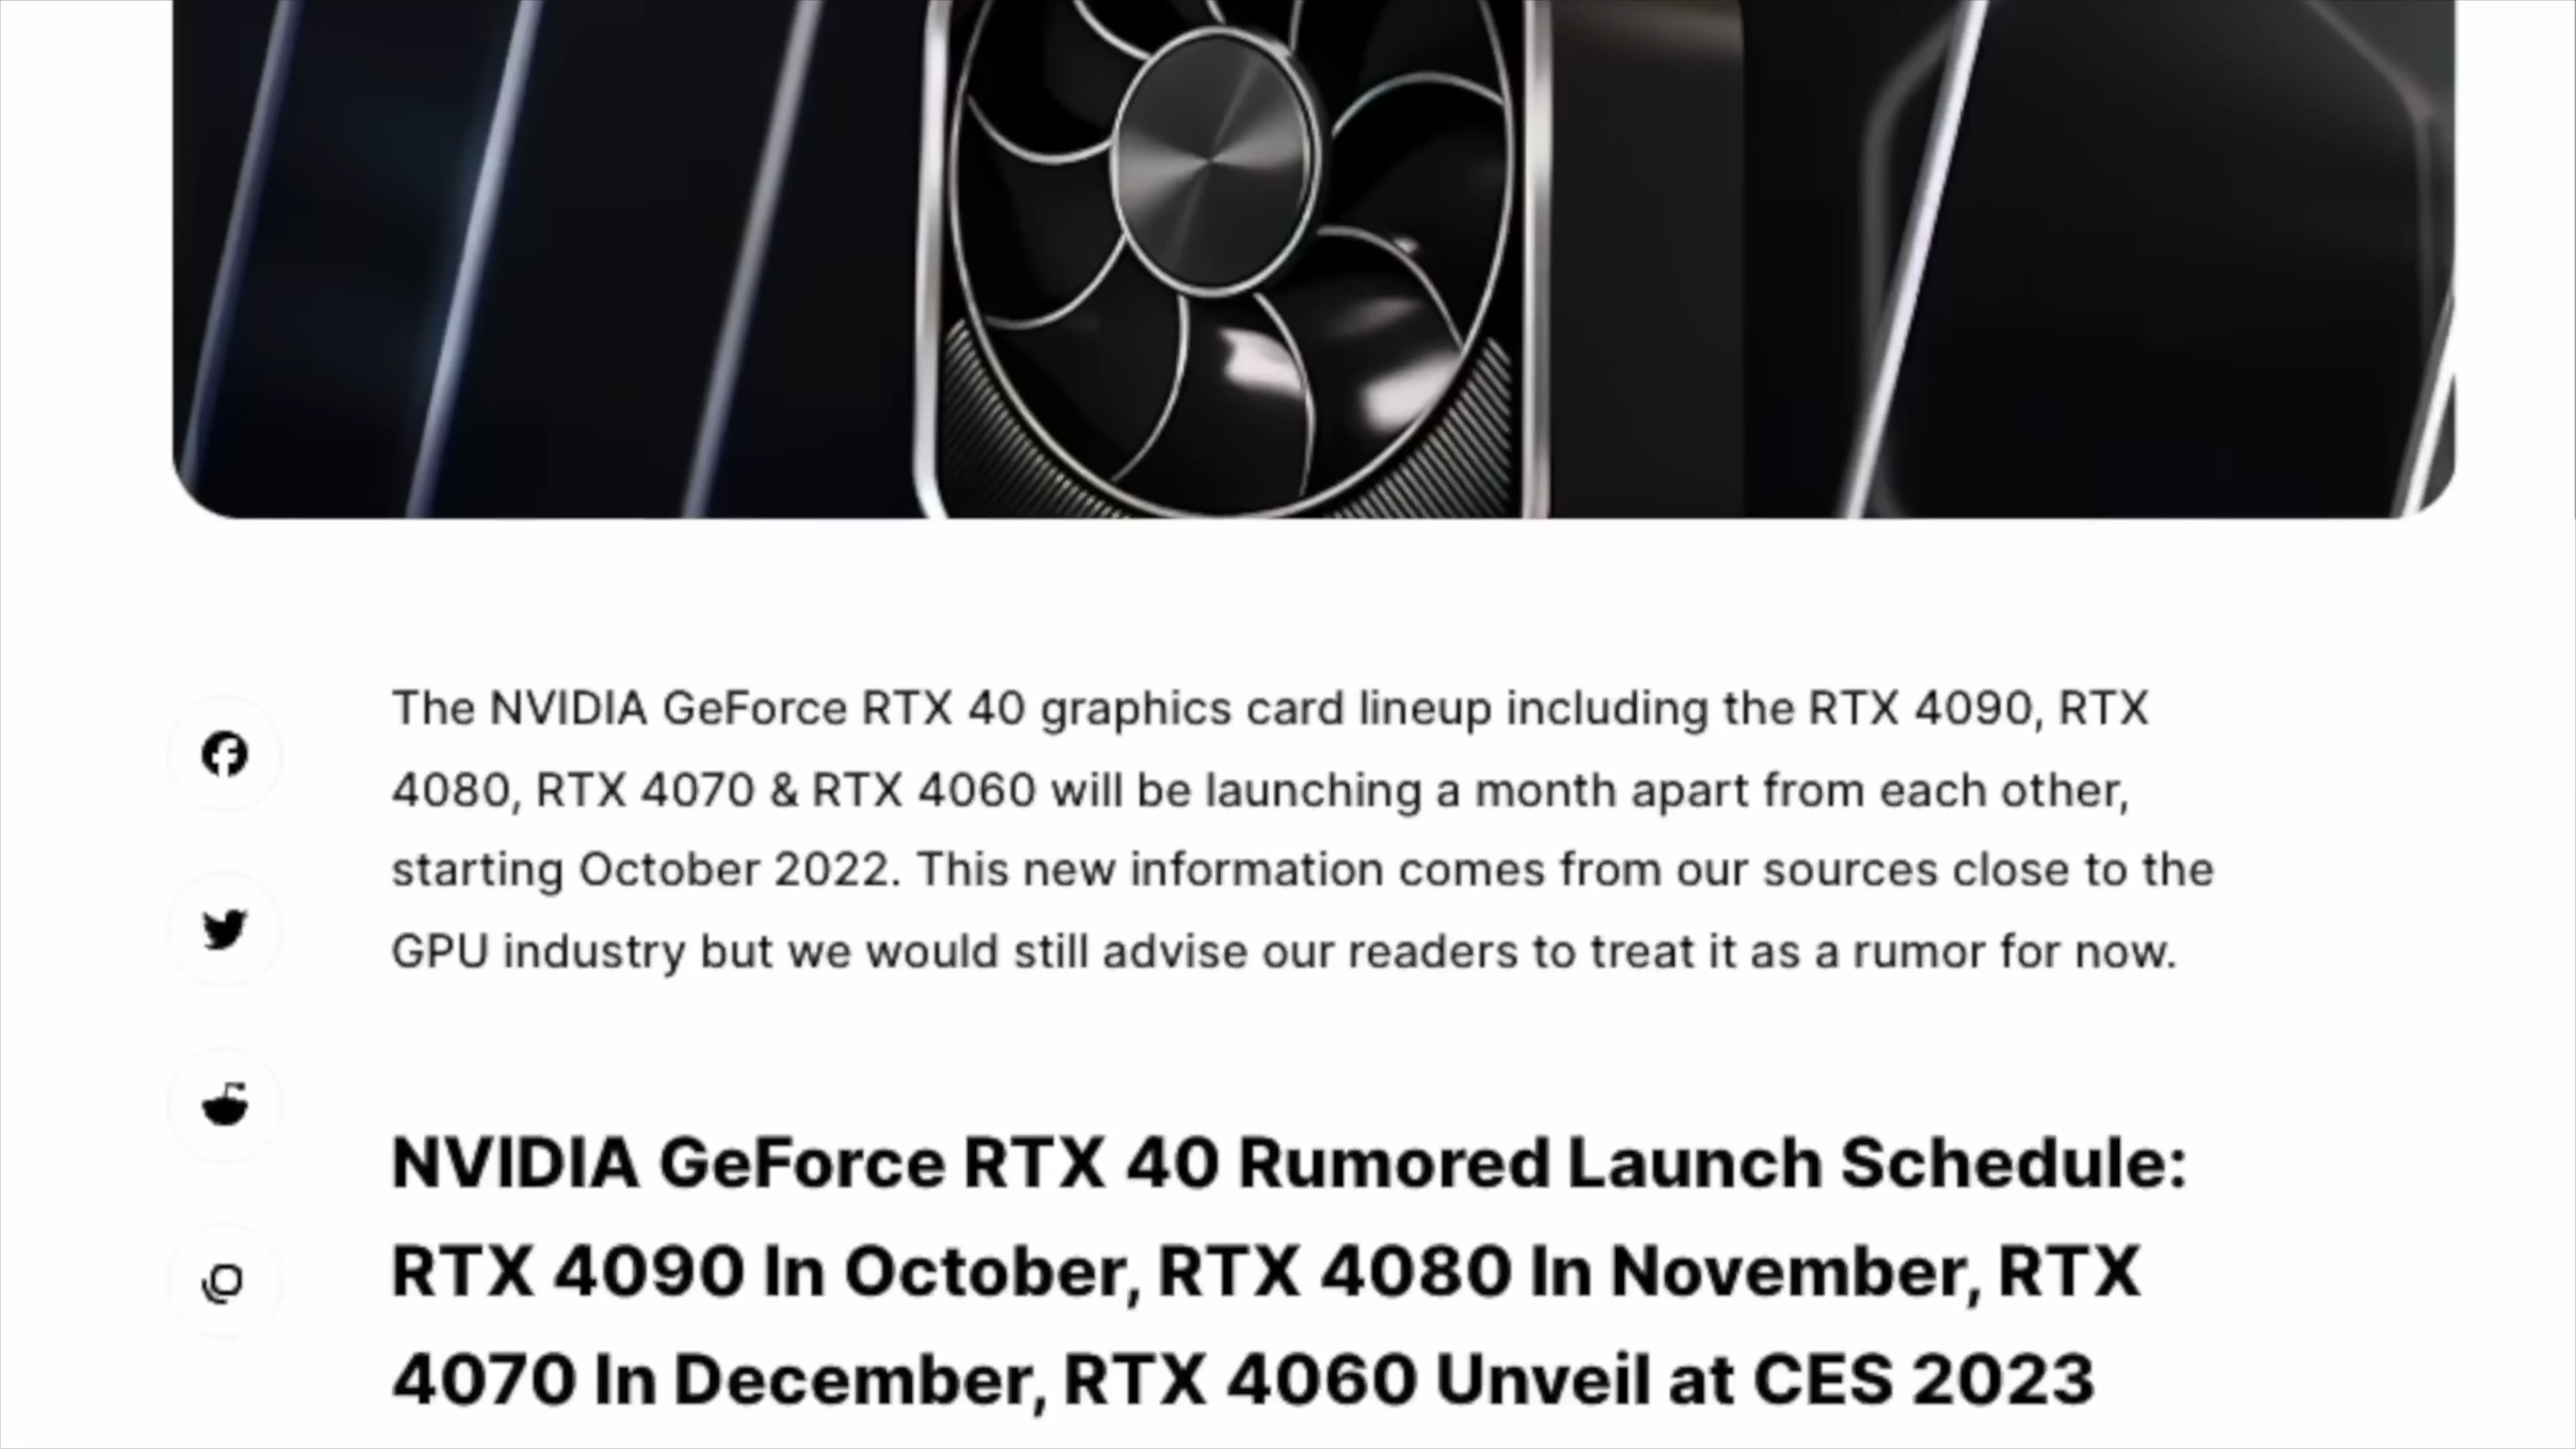 The NVIDIA GeForce RTX 40 graphics card lineup including the RTX 4090, RTX
4080, RTX 4070 & RTX 4060 will be launching a month apart from each other,
starting October 2022. This new information comes from our sources close to the
GPU industry but we would still advise our readers to treat it as a rumor for now.
NVIDIA GeForce RTX 40 Rumored Launch Schedule:
RTX 4090 In October, RTX 4080 In November, RTX
4070 In December, RTX 4060 Unveil at CES 2023